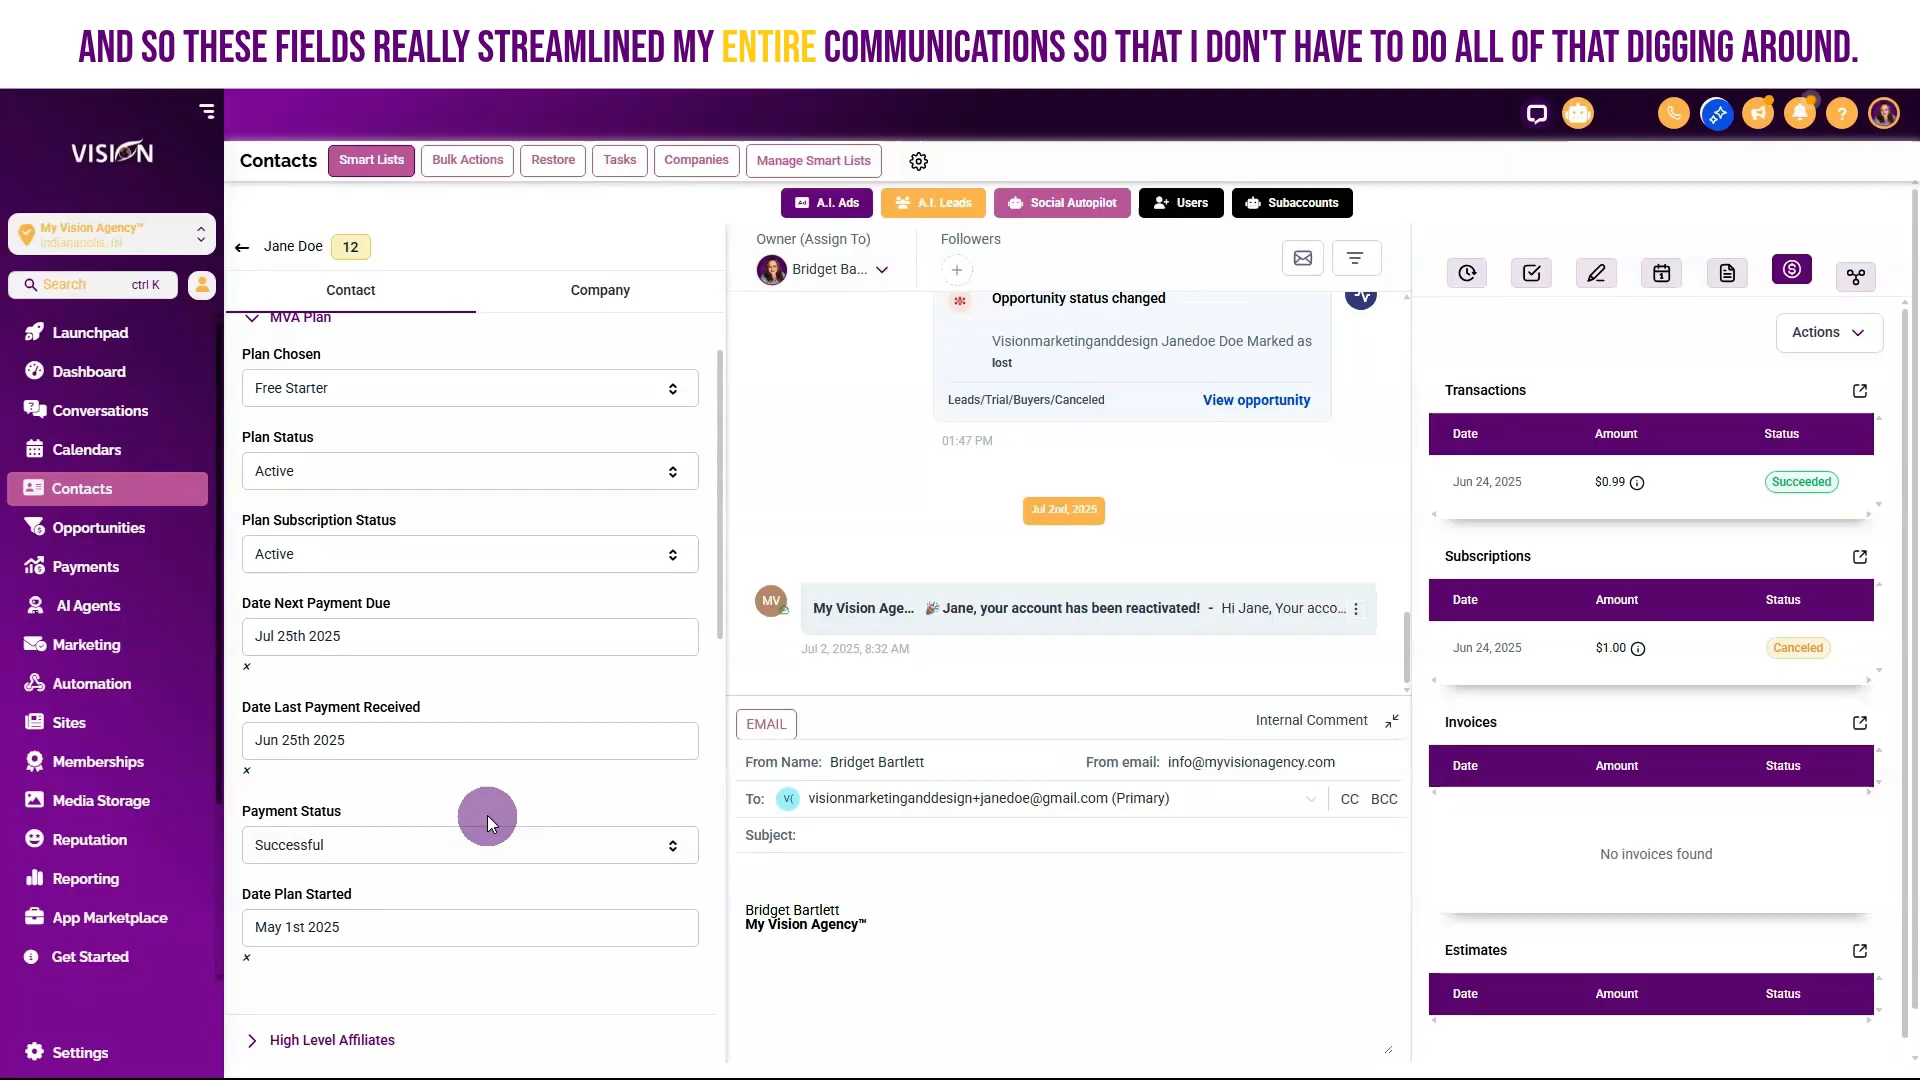 AND SO THESE FIELDS REALLY STREAMLINED MY ENTIRE COMMUNICATIONS SO THAT I DON'T HAVE TO DO ALL OF THAT DIGGING AROUND.
VISION
My Vision Agency™
Indianapolis, IN
Search ctrl K
Launchpad
Dashboard
Conversations
Calendars
Contacts
Opportunities
Payments
AI Agents
Marketing
Automation
Sites
Memberships
Media Storage
Reputation
Reporting
App Marketplace
Get Started
Settings
Contacts Smart Lists Bulk Actions Restore Tasks Companies Manage Smart Lists
A.I. Ads A.I. Leads Social Autopilot Users Subaccounts
Jane Doe 12
Contact Company
MVA Plan
Plan Chosen
Free Starter
Plan Status
Active
Plan Subscription Status
Active
Date Next Payment Due
Jul 25th 2025
x
Date Last Payment Received
Jun 25th 2025
x
Payment Status
Successful
Date Plan Started
May 1st 2025
x
High Level Affiliates
Owner (Assign To) Followers
Bridget Ba...
Opportunity status changed
Visionmarketinganddesign Janedoe Doe Marked as
lost
Leads/Trial/Buyers/Canceled View opportunity
01:47 PM
Jul 2nd, 2025
MV My Vision Age... 🎉 Jane, your account has been reactivated! - Hi Jane, Your acco...
Jul 2, 2025, 8:32 AM
EMAIL Internal Comment
From Name: Bridget Bartlett From email: info@myvisionagency.com
To: V( visionmarketinganddesign+janedoe@gmail.com (Primary) CC BCC
Subject:
Bridget Bartlett
My Vision Agency™
Actions
Transactions
Date Amount Status
Jun 24, 2025 $0.99 Succeeded
Subscriptions
Date Amount Status
Jun 24, 2025 $1.00 Canceled
Invoices
Date Amount Status
No invoices found
Estimates
Date Amount Status